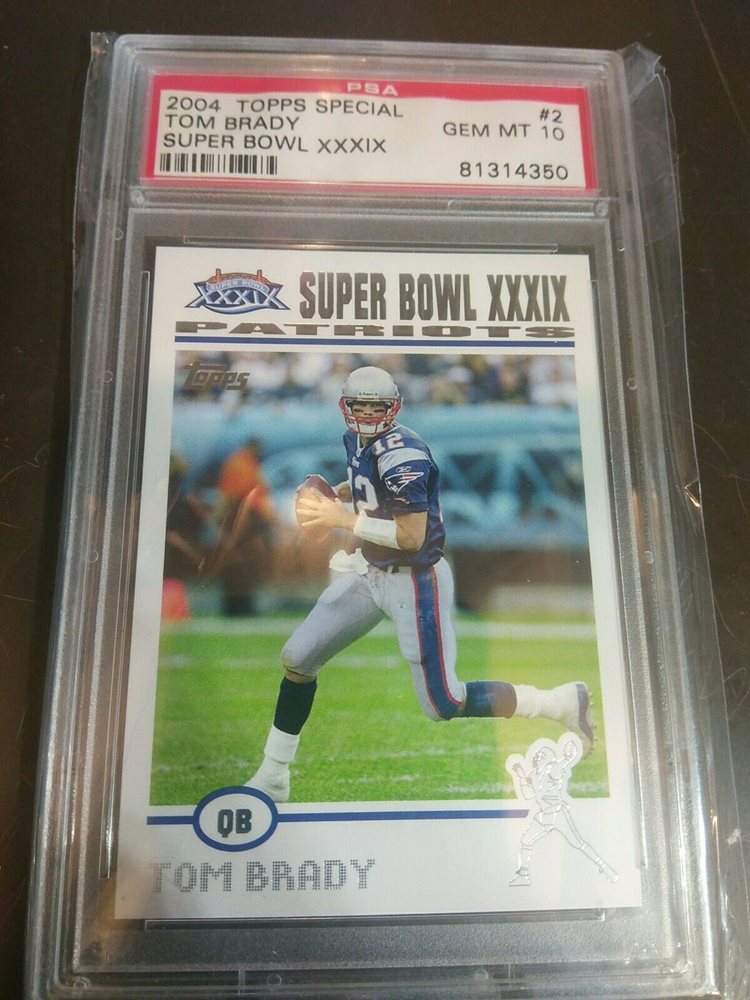 PSA
2004 TOPPS SPECIAL #2
TOM BRADY GEM MT 10
SUPER BOWL XXXIX
81314350
SUPER BOWL XXXIX
SUPER BOWL XXXIX
PATRIOTS
Topps
12
12
QB
TOM BRADY